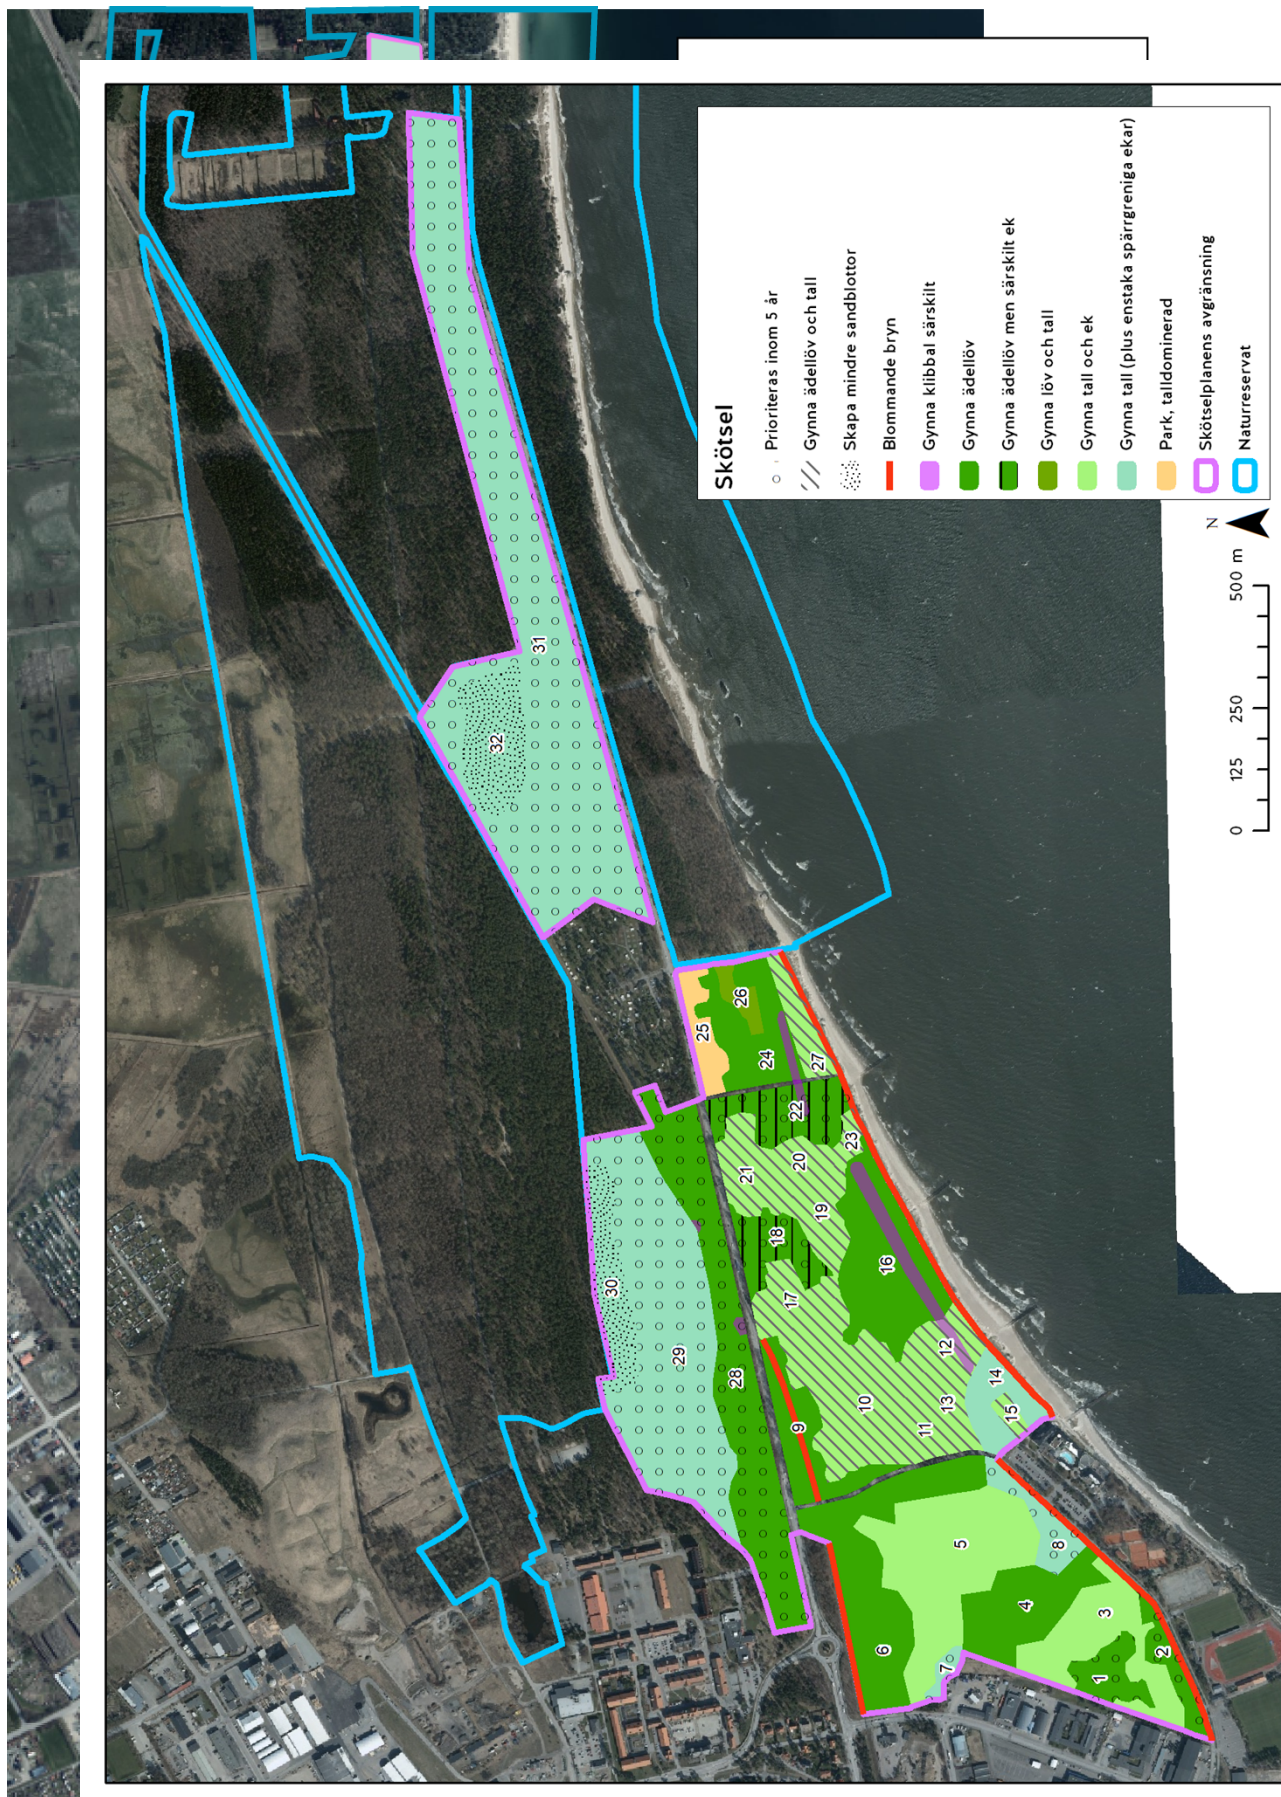 Skötsel
Prioriteras inom 5 år
Gynna ädellöv och tall
Skapa mindre sandblottor
Blommande bryn
Gynna klibbal särskilt
Gynna ädellöv
Gynna ädellöv men särskilt ek
Gynna löv och tall
Gynna tall och ek
Gynna tall (plus enstaka spärrgreniga ekar)
Park, talldominerad
Skötselplanens avgränsning
Naturreservat
N
0 125 250 500 m
1
2
3
4
5
6
7
8
9
10
11
12
13
14
15
16
17
18
19
20
21
22
23
24
25
26
27
28
29
30
31
32